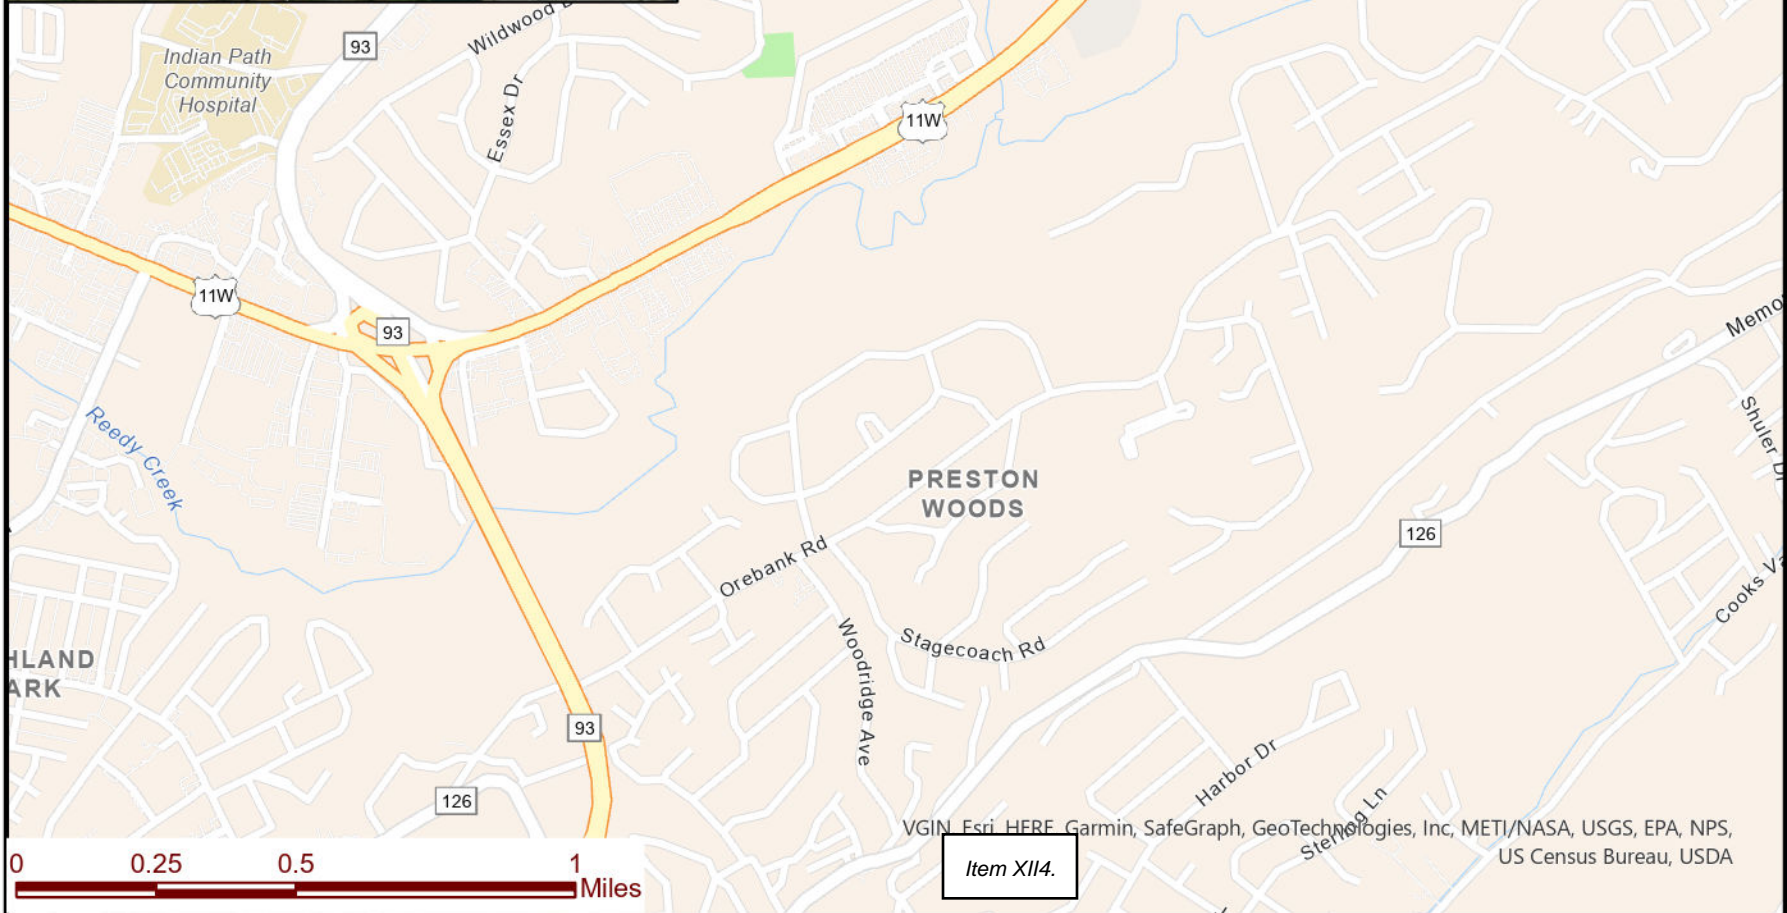 Wildwood
93
Indian Path
Community
Hospital
Essex Dr
11W
11W
93
Memo
Shuler Dr
Reedy Creek
PRESTON
WOODS
126
Orebank Rd
Cooks Va
Stagecoach Rd
Woodridge Ave
HLAND
ARK
93
Harbor Dr
126
Sterling Ln
VGIN, Esri, HERE, Garmin, SafeGraph, GeoTechnologies, Inc, METI/NASA, USGS, EPA, NPS,
US Census Bureau, USDA
0 0.25 0.5 1
Miles
Item XII4.